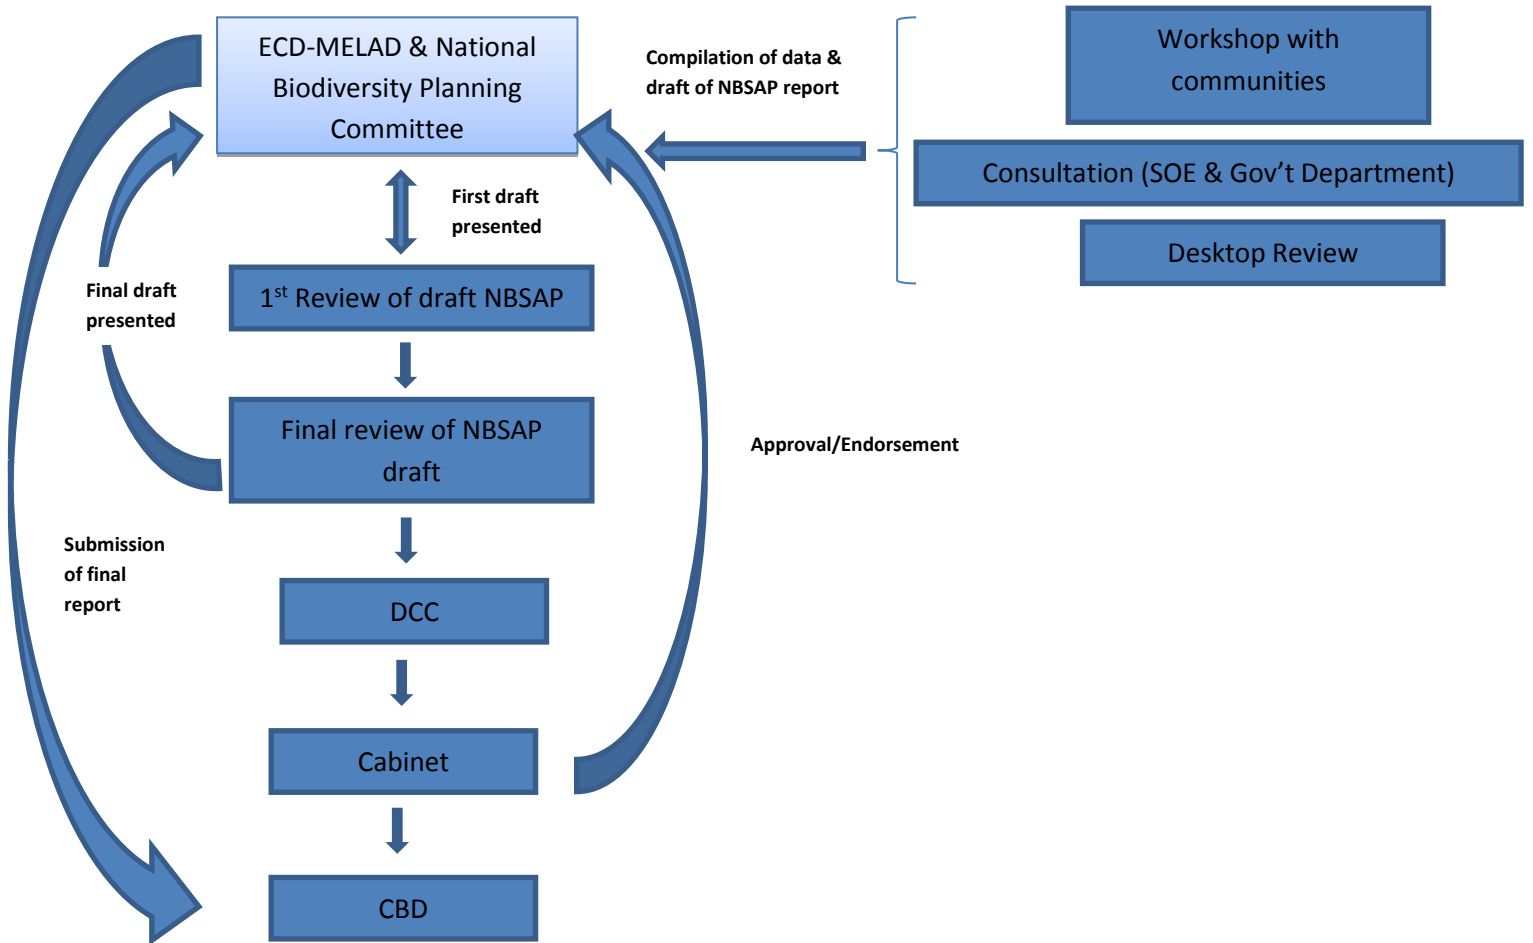 ECD-MELAD & National
Biodiversity Planning
Committee
Compilation of data &
draft of NBSAP report
Workshop with
communities
Consultation (SOE & Gov't Department)
Desktop Review
First draft
presented
1st Review of draft NBSAP
Final draft
presented
Final review of NBSAP
draft
Approval/Endorsement
Submission
of final
report
DCC
Cabinet
CBD